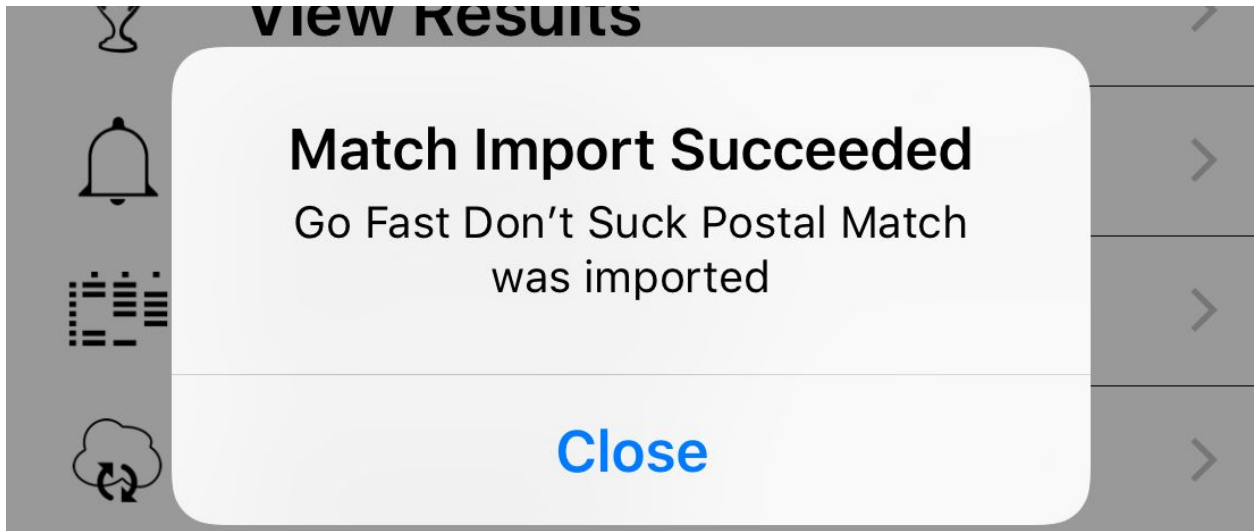 View Results
Match Import Succeeded
Go Fast Don’t Suck Postal Match
was imported
Close